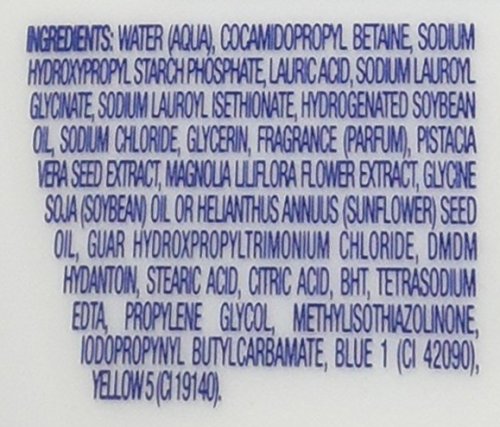 INGREDIENTS: WATER (AQUA), COCAMIDOPROPYL BETAINE, SODIUM
HYDROXYPROPYL STARCH PHOSPHATE, LAURIC ACID, SODIUM LAUROYL
GLYCINATE, SODIUM LAUROYL ISETHIONATE, HYDROGENATED SOYBEAN
OIL, SODIUM CHLORIDE, GLYCERIN, FRAGRANCE (PARFUM), PISTACIA
VERA SEED EXTRACT, MAGNOLIA LILIFLORA FLOWER EXTRACT, GLYCINE
SOJA (SOYBEAN) OIL OR HELIANTHUS ANNUUS (SUNFLOWER) SEED
OIL, GUAR HYDROXPROPYLTRIMONIUM CHLORIDE, DMDM
HYDANTOIN, STEARIC ACID, CITRIC ACID, BHT, TETRASODIUM
EDTA, PROPYLENE GLYCOL, METHYLISOTHIAZOLINONE,
IODOPROPYNYL BUTYLCARBAMATE, BLUE 1 (CI 42090),
YELLOW 5 (CI 19140).